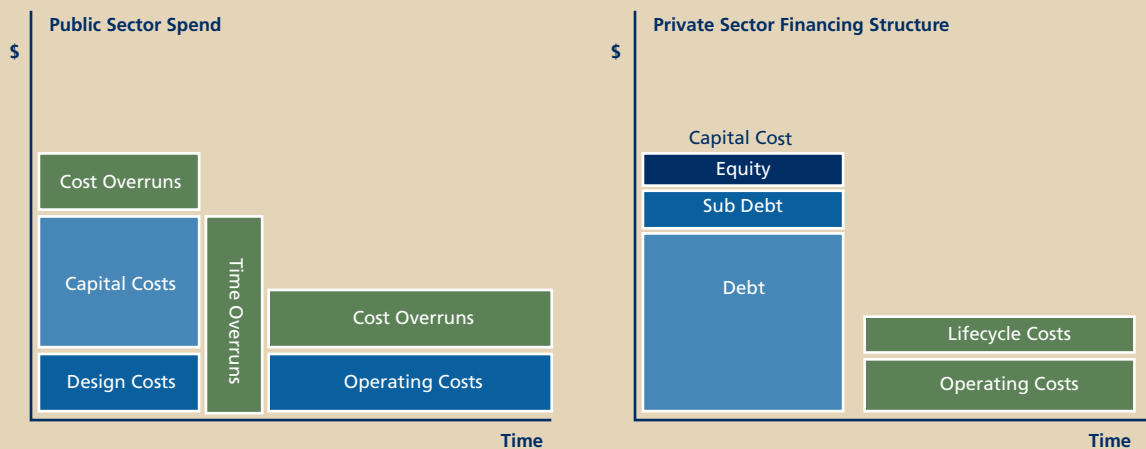 Public Sector Spend
$
Cost Overruns
Capital Costs
Time Overruns
Cost Overruns
Design Costs
Operating Costs
Time
Private Sector Financing Structure
$
Capital Cost
Equity
Sub Debt
Debt
Lifecycle Costs
Operating Costs
Time